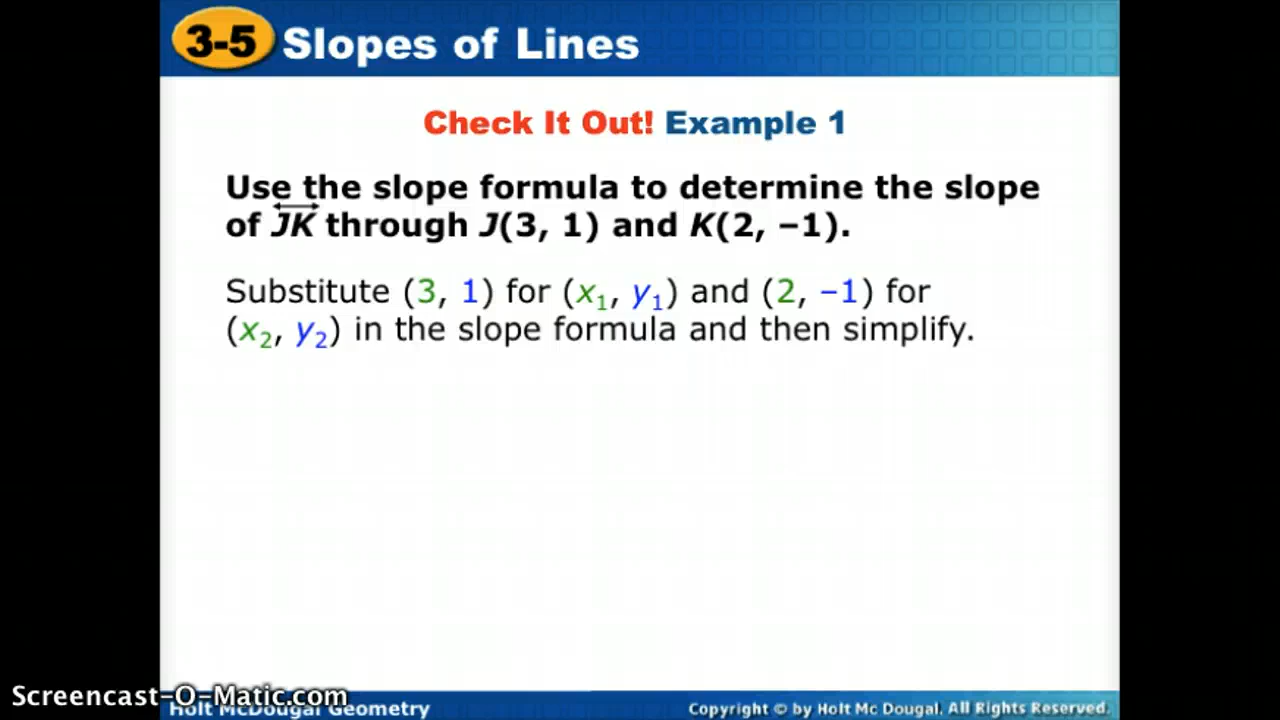 3-5 Slopes of Lines
Check It Out! Example 1
Use the slope formula to determine the slope
of JK through J(3, 1) and K(2, –1).
Substitute (3, 1) for (x₁, y₁) and (2, –1) for
(x₂, y₂) in the slope formula and then simplify.
Screencast-O-Matic.com
Holt McDougal Geometry
Copyright © by Holt Mc Dougal. All Rights Reserved.